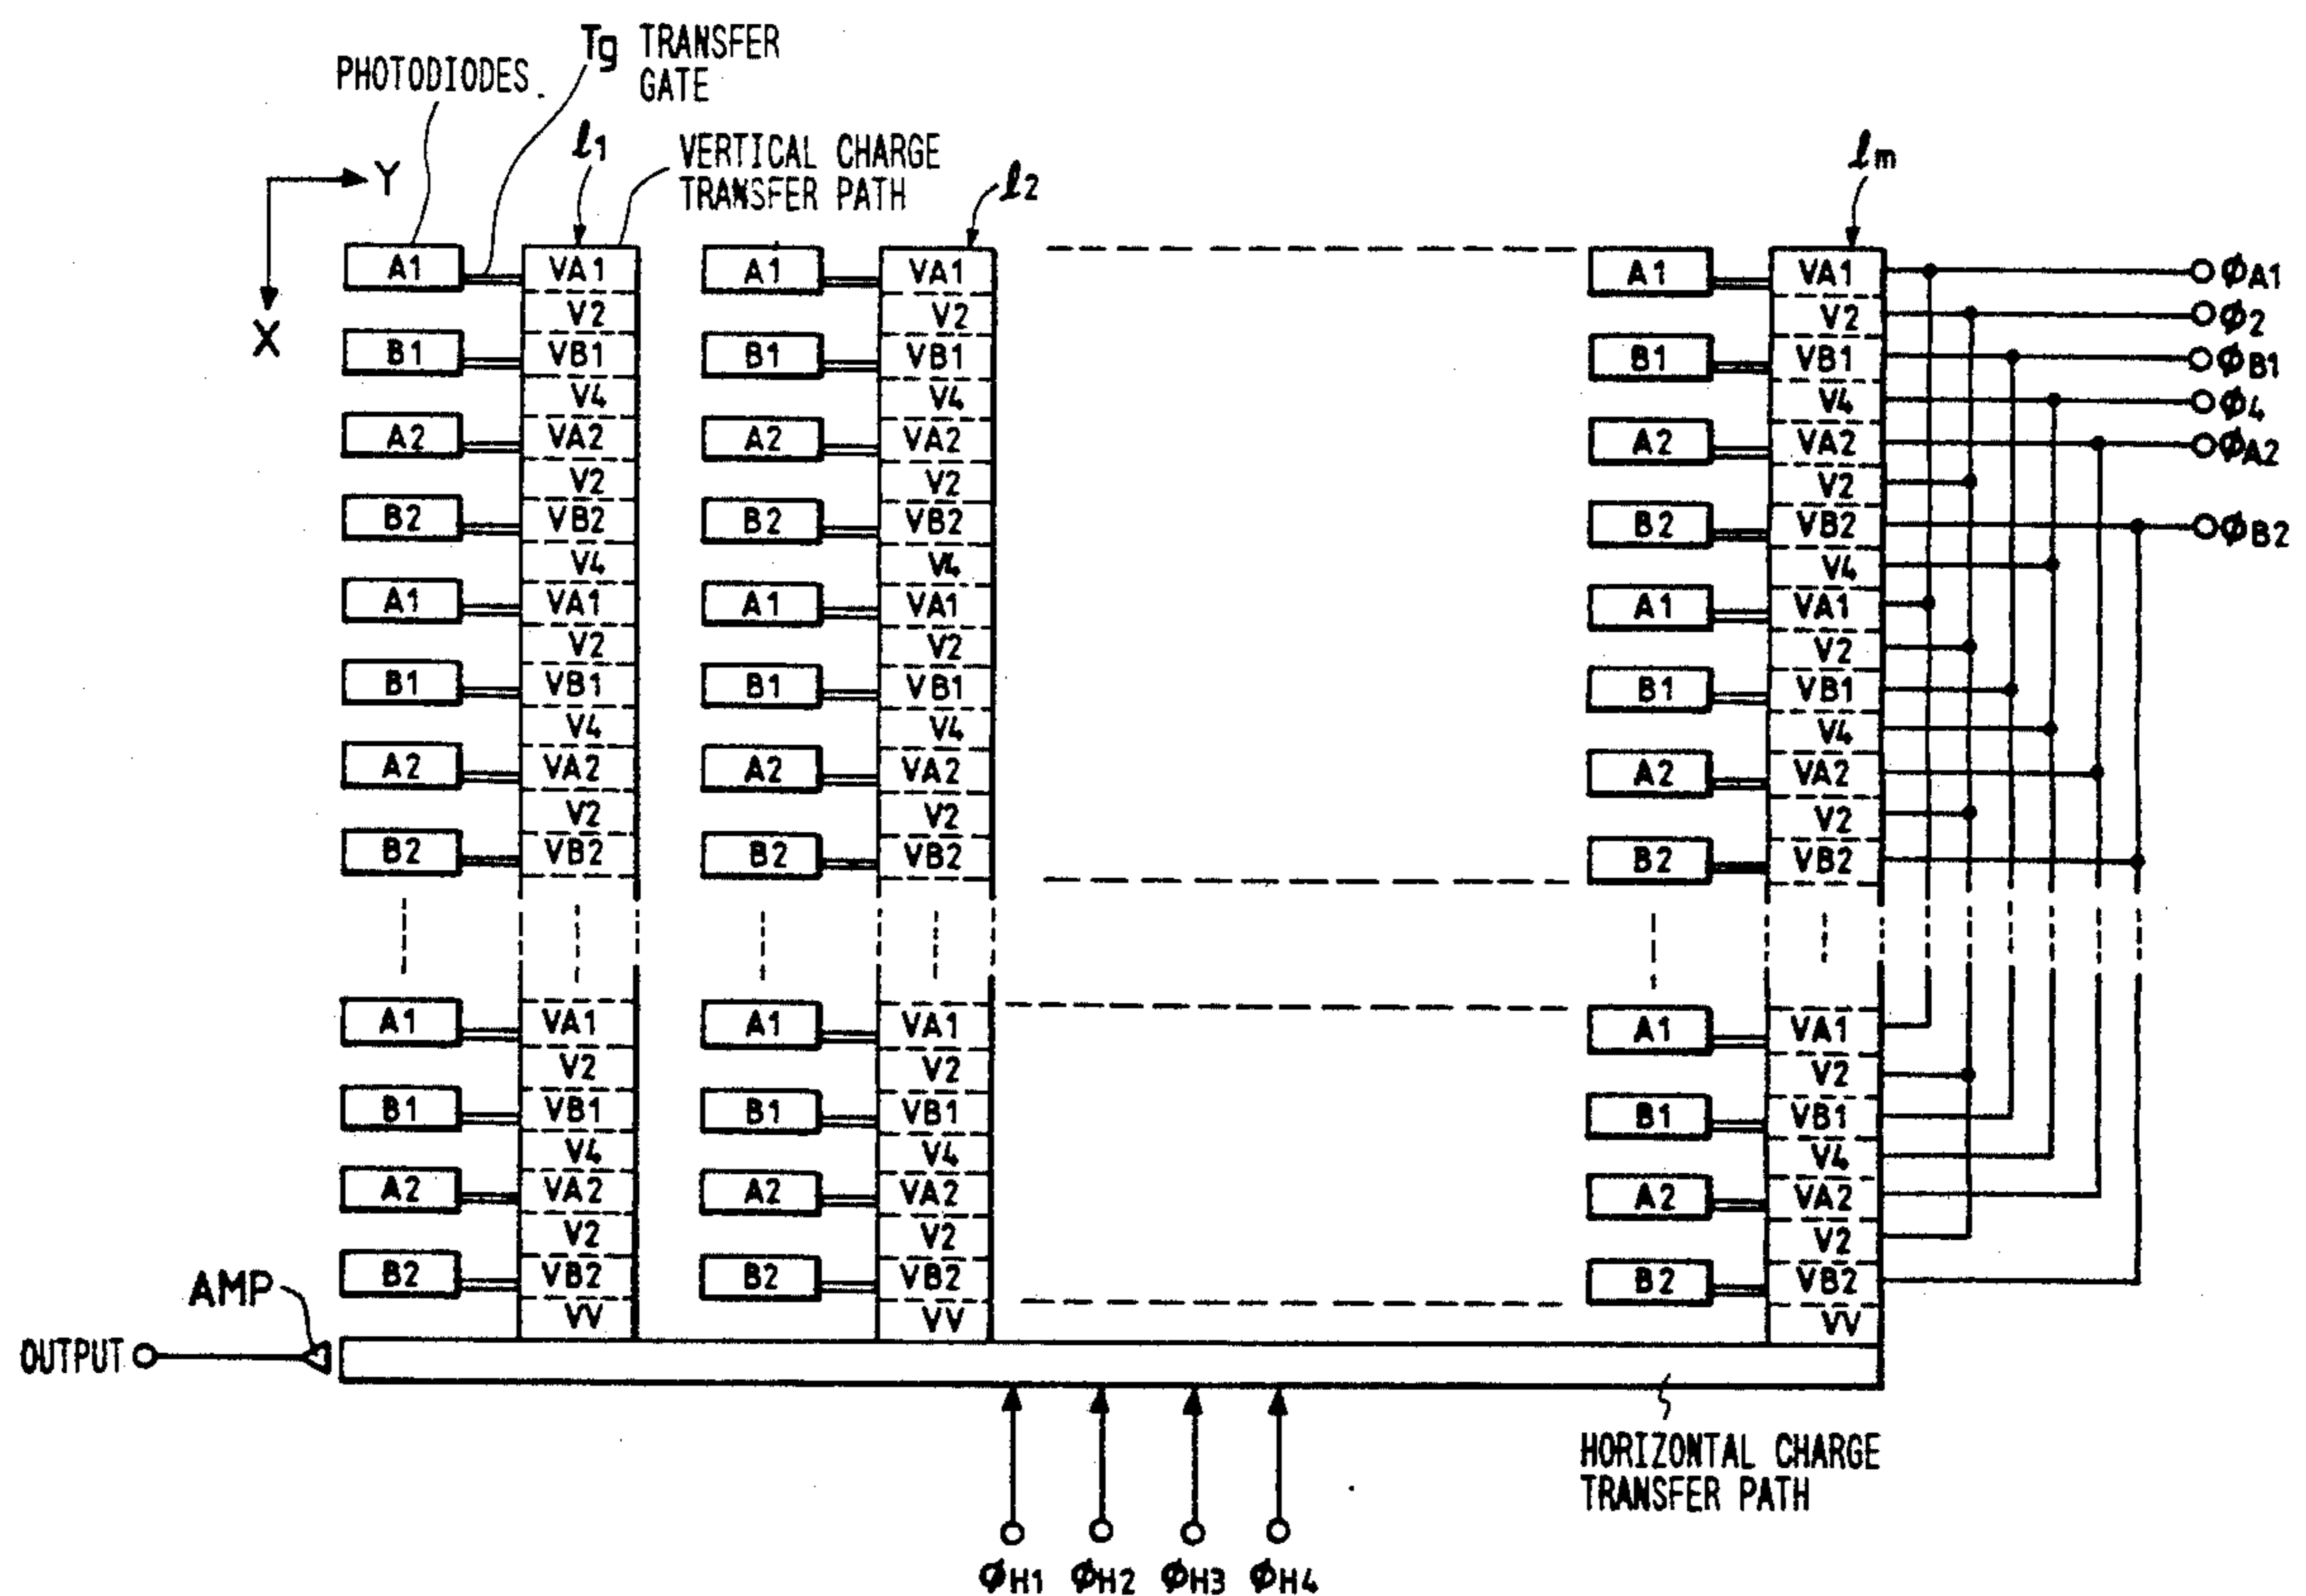 Tg TRANSFER
GATE
PHOTODIODES
ℓ1
VERTICAL CHARGE
TRANSFER PATH
ℓ2
ℓm
Y
X
A1 VA1 A1 VA1 A1 VA1 ϕA1
V2 V2 V2 ϕ2
B1 VB1 B1 VB1 B1 VB1 ϕB1
V4 V4 V4 ϕ4
A2 VA2 A2 VA2 A2 VA2 ϕA2
V2 V2 V2
B2 VB2 B2 VB2 B2 VB2 ϕB2
V4 V4 V4
A1 VA1 A1 VA1 A1 VA1
V2 V2 V2
B1 VB1 B1 VB1 B1 VB1
V4 V4 V4
A2 VA2 A2 VA2 A2 VA2
V2 V2 V2
B2 VB2 B2 VB2 B2 VB2
A1 VA1 A1 VA1 A1 VA1
V2 V2 V2
B1 VB1 B1 VB1 B1 VB1
V4 V4 V4
A2 VA2 A2 VA2 A2 VA2
V2 V2 V2
B2 VB2 B2 VB2 B2 VB2
VV VV VV
AMP
OUTPUT
HORIZONTAL CHARGE
TRANSFER PATH
ϕH1 ϕH2 ϕH3 ϕH4